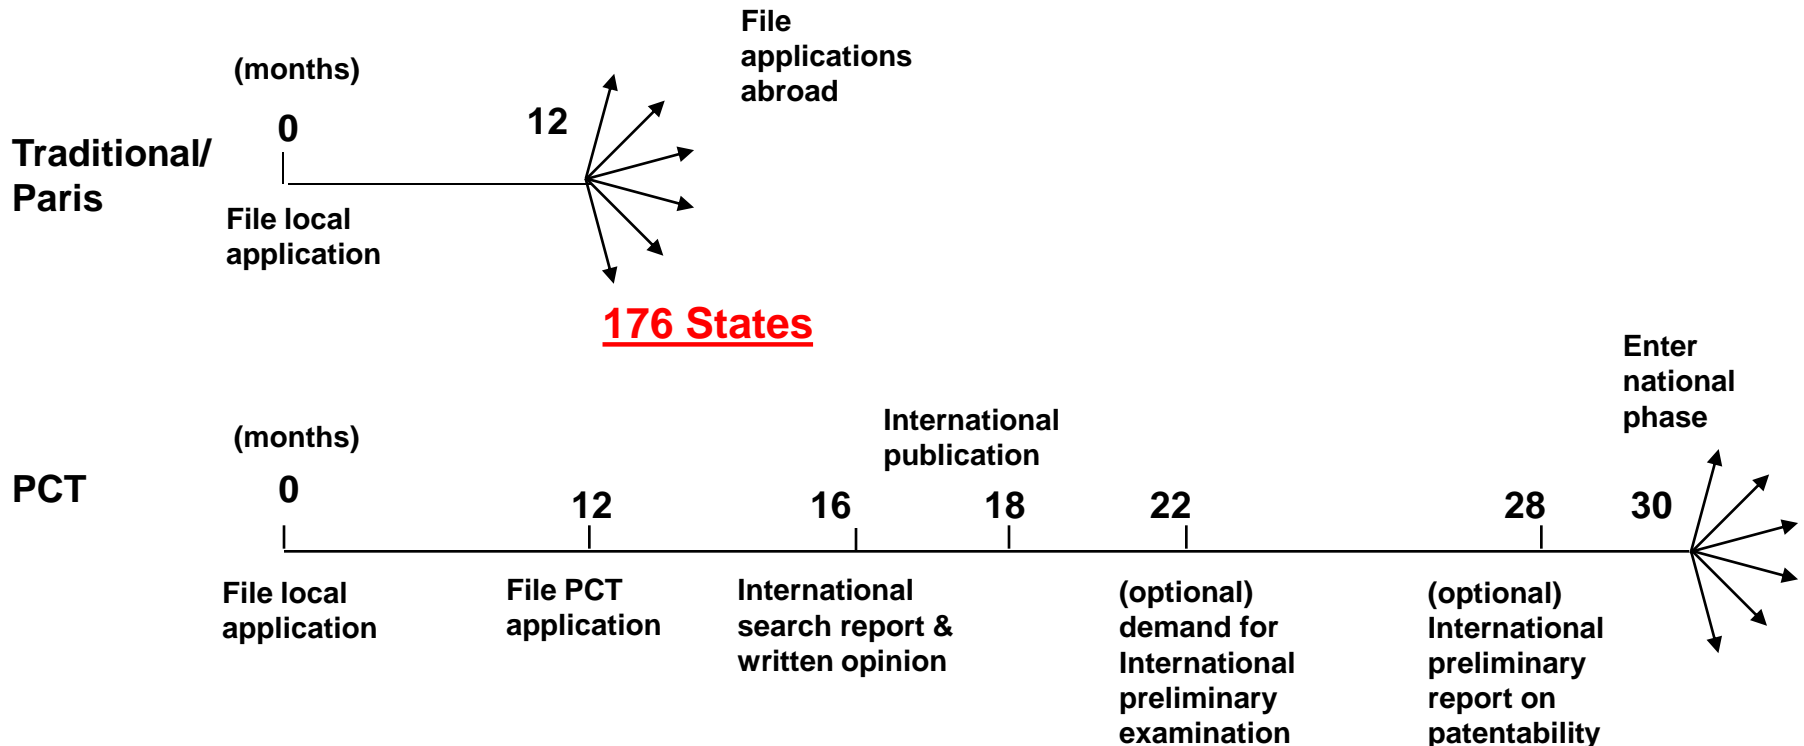 File
applications
abroad
(months)
0
12
Traditional/
Paris
File local
application
176 States
Enter
national
phase
International
publication
(months)
PCT
0
12
16
18
22
28
30
File local
application
File PCT
application
International
search report &
written opinion
(optional)
demand for
International
preliminary
examination
(optional)
International
preliminary
report on
patentability